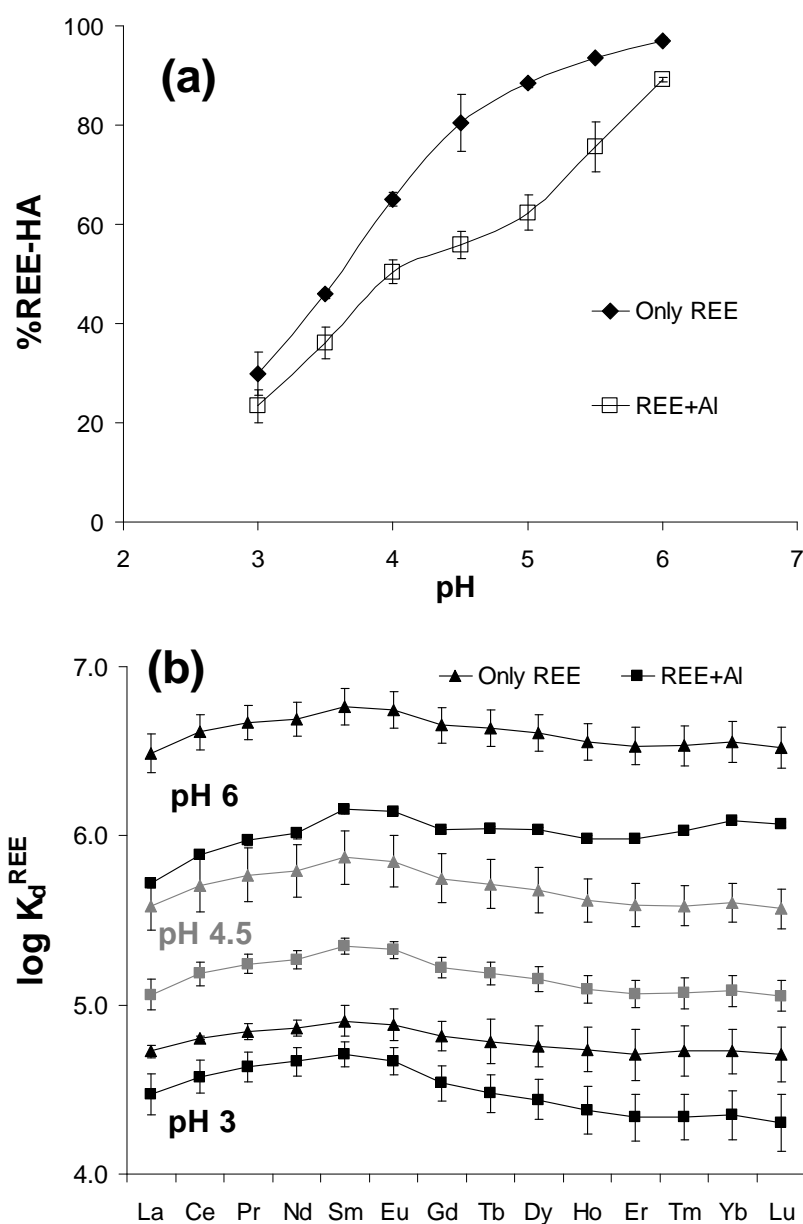 100
(a)
80
60
%REE-HA
40
Only REE
REE+Al
20
0
2 3 4 5 6 7
pH
7.0
(b)
Only REE REE+Al
pH 6
6.0
log K_d^REE
pH 4.5
5.0
pH 3
4.0
La Ce Pr Nd Sm Eu Gd Tb Dy Ho Er Tm Yb Lu